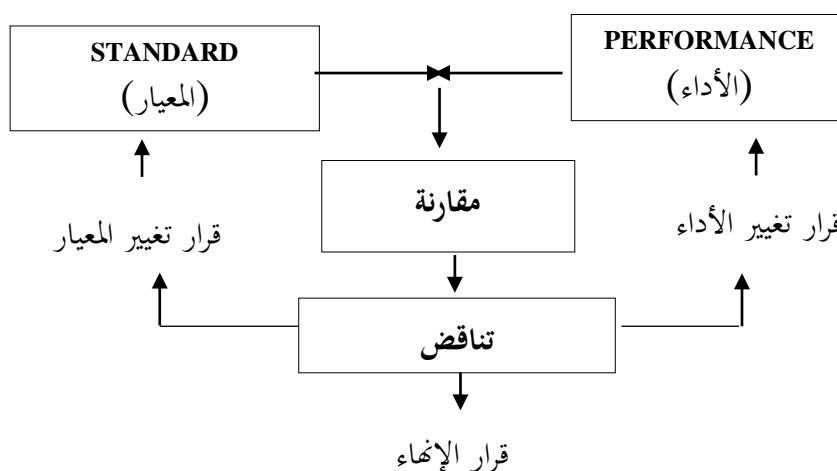 STANDARD
(المعيار)
PERFORMANCE
(الأداء)
مقارنة
قرار تغيير المعيار
قرار تغيير الأداء
تناقض
قرار الإنهاء